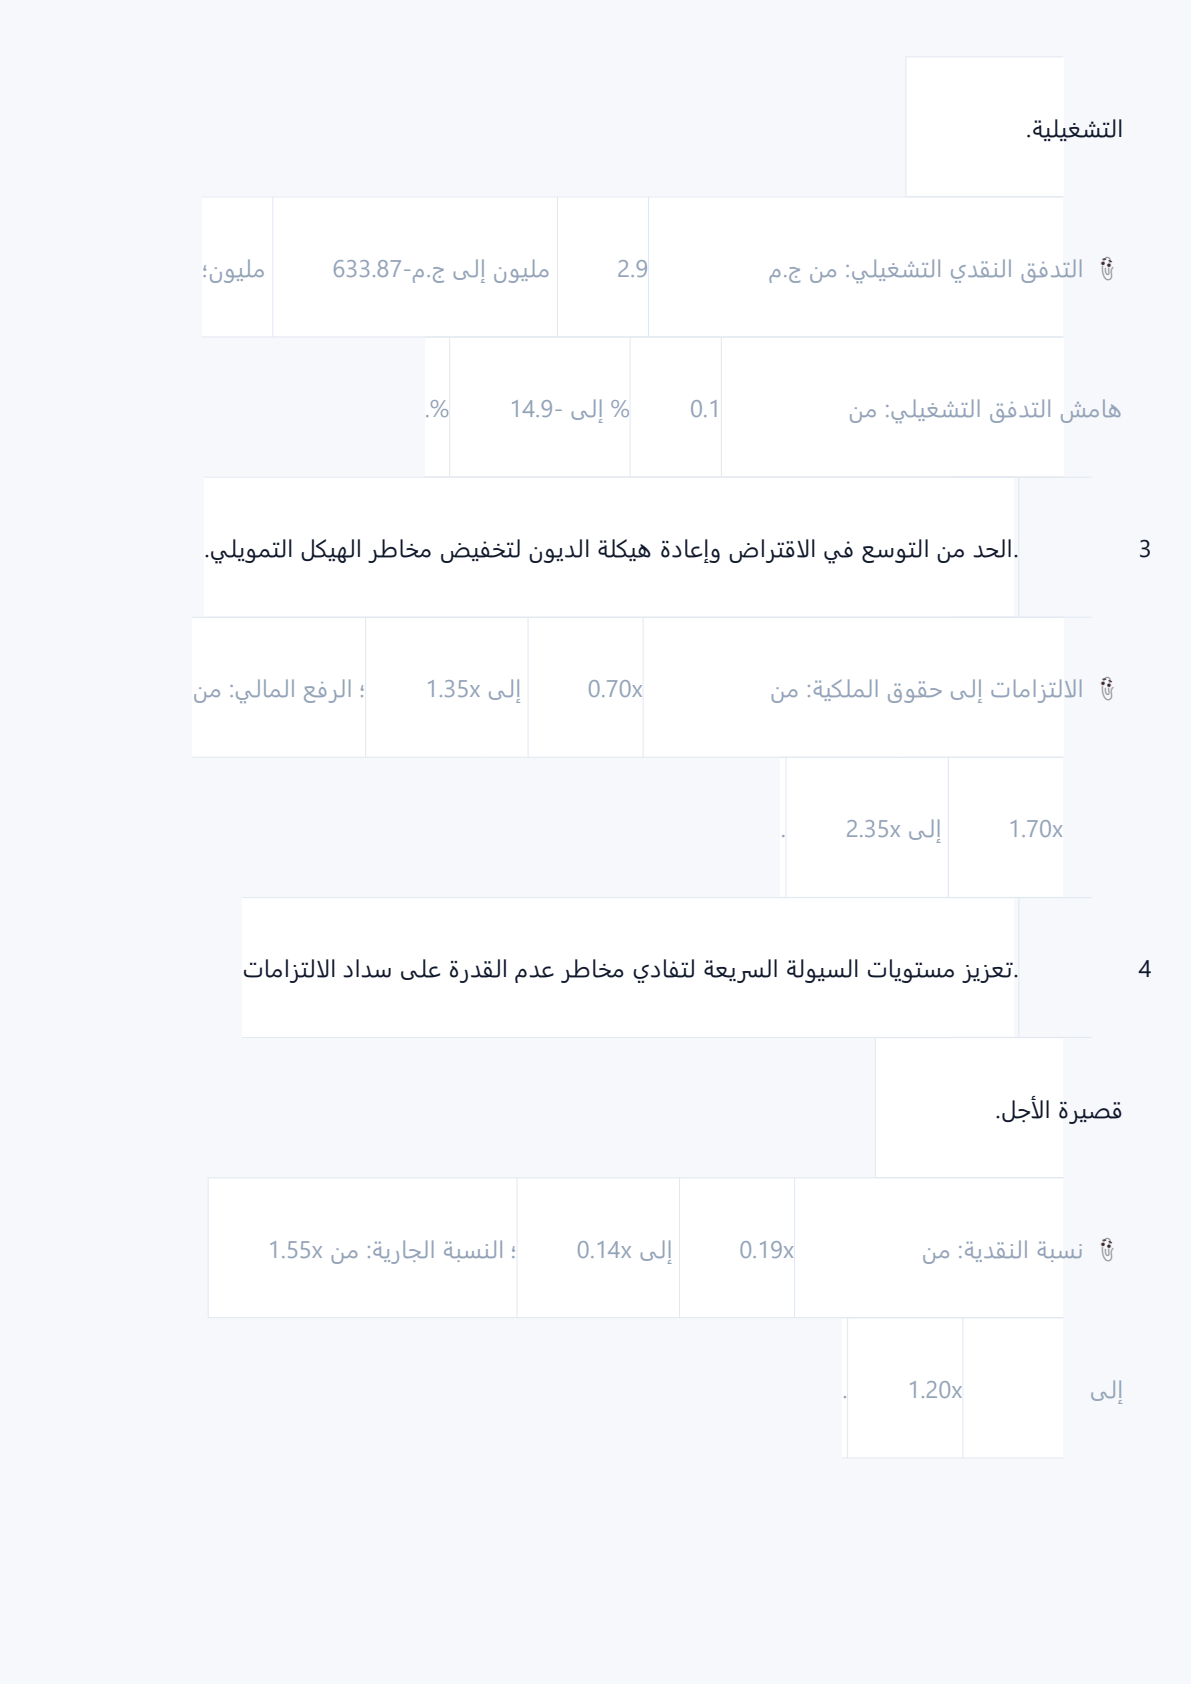 التشغيلية.
🖇 التدفق النقدي التشغيلي: من ج.م 2.9 مليون إلى ج.م-633.87 مليون؛
هامش التدفق التشغيلي: من 0.1% إلى -14.9%.
3.الحد من التوسع في الاقتراض وإعادة هيكلة الديون لتخفيض مخاطر الهيكل التمويلي.
🖇 الالتزامات إلى حقوق الملكية: من 0.70x إلى 1.35x؛ الرفع المالي: من
1.70x إلى 2.35x.
4.تعزيز مستويات السيولة السريعة لتفادي مخاطر عدم القدرة على سداد الالتزامات
قصيرة الأجل.
🖇 نسبة النقدية: من 0.19x إلى 0.14x؛ النسبة الجارية: من 1.55x
إلى 1.20x.